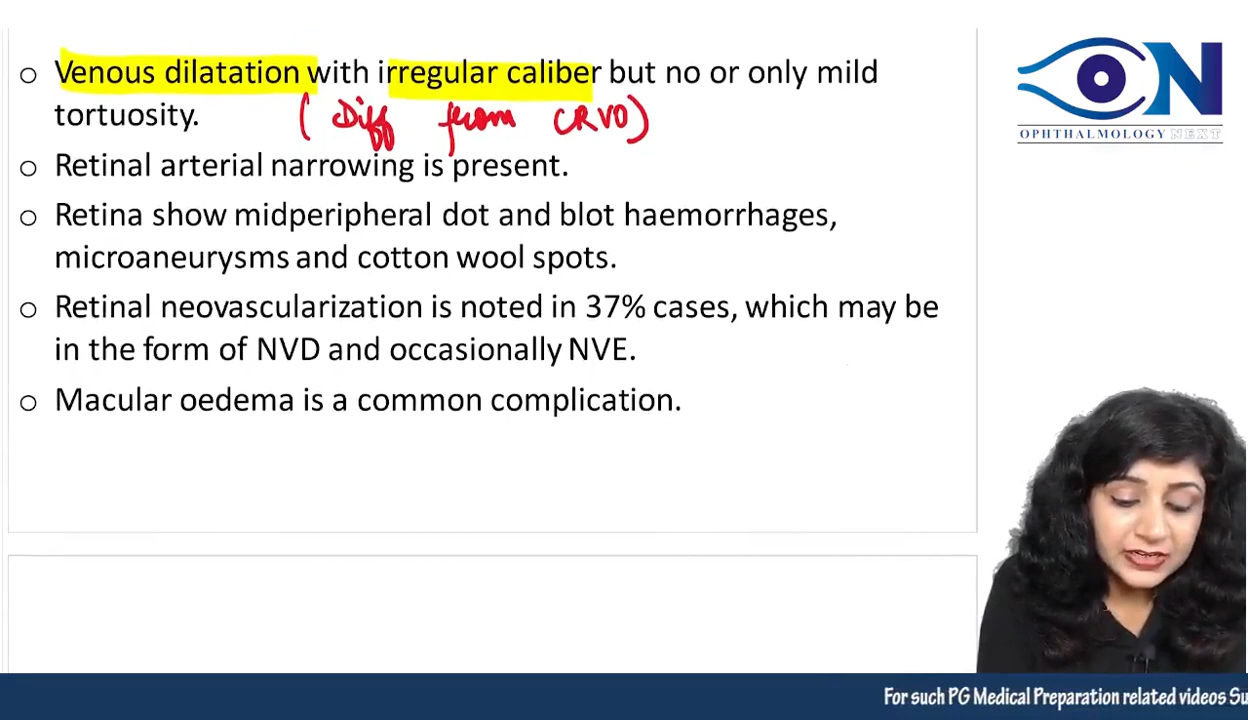 ○ Venous dilatation with irregular caliber but no or only mild
tortuosity. (Diff from CRVO)
○ Retinal arterial narrowing is present.
○ Retina show midperipheral dot and blot haemorrhages,
microaneurysms and cotton wool spots.
○ Retinal neovascularization is noted in 37% cases, which may be
in the form of NVD and occasionally NVE.
○ Macular oedema is a common complication.
ON
OPHTHALMOLOGY NEXT
For such PG Medical Preparation related videos Su